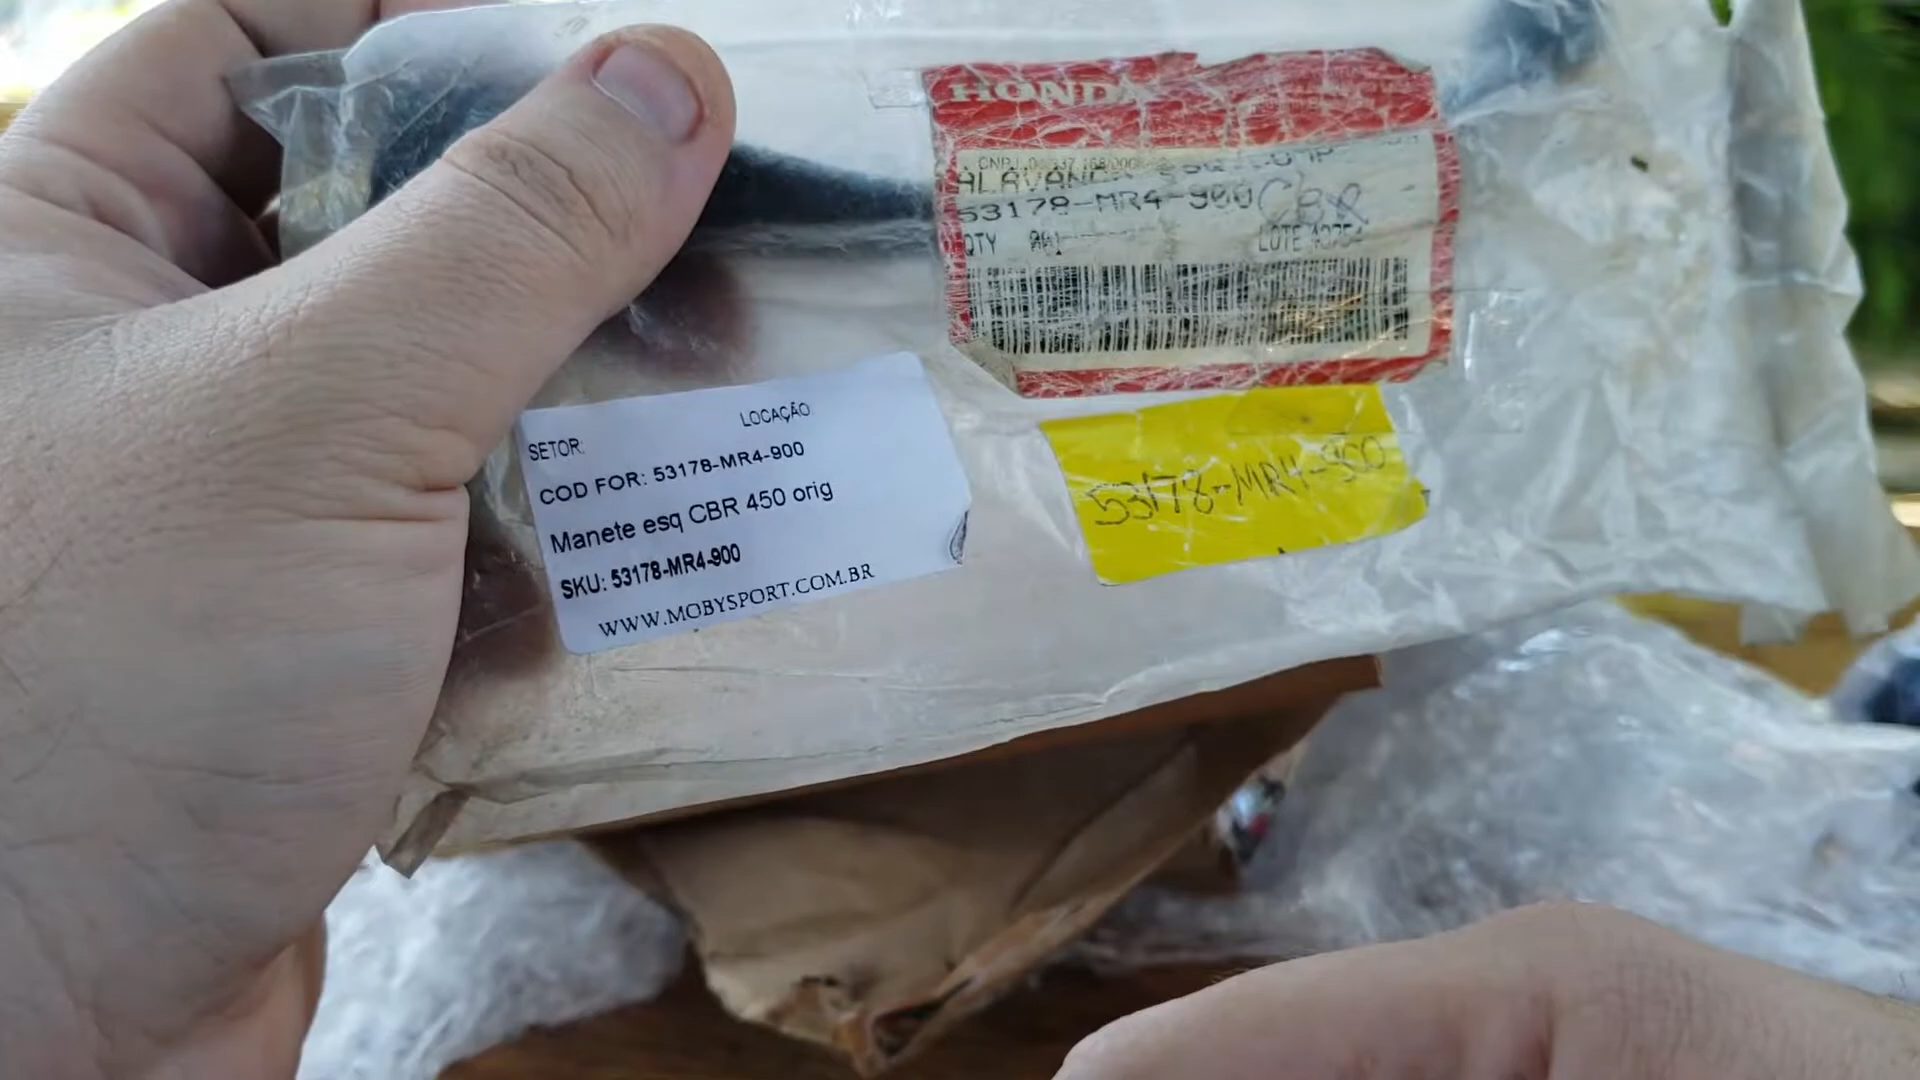 HONDA
53178-MR4-900 CBR
QTY 001
LOTE
LOCAÇÃO
SETOR:
COD FOR: 53178-MR4-900
Manete esq CBR 450 orig
SKU: 53178-MR4-900
WWW.MOBYSPORT.COM.BR
53178-MR4-900